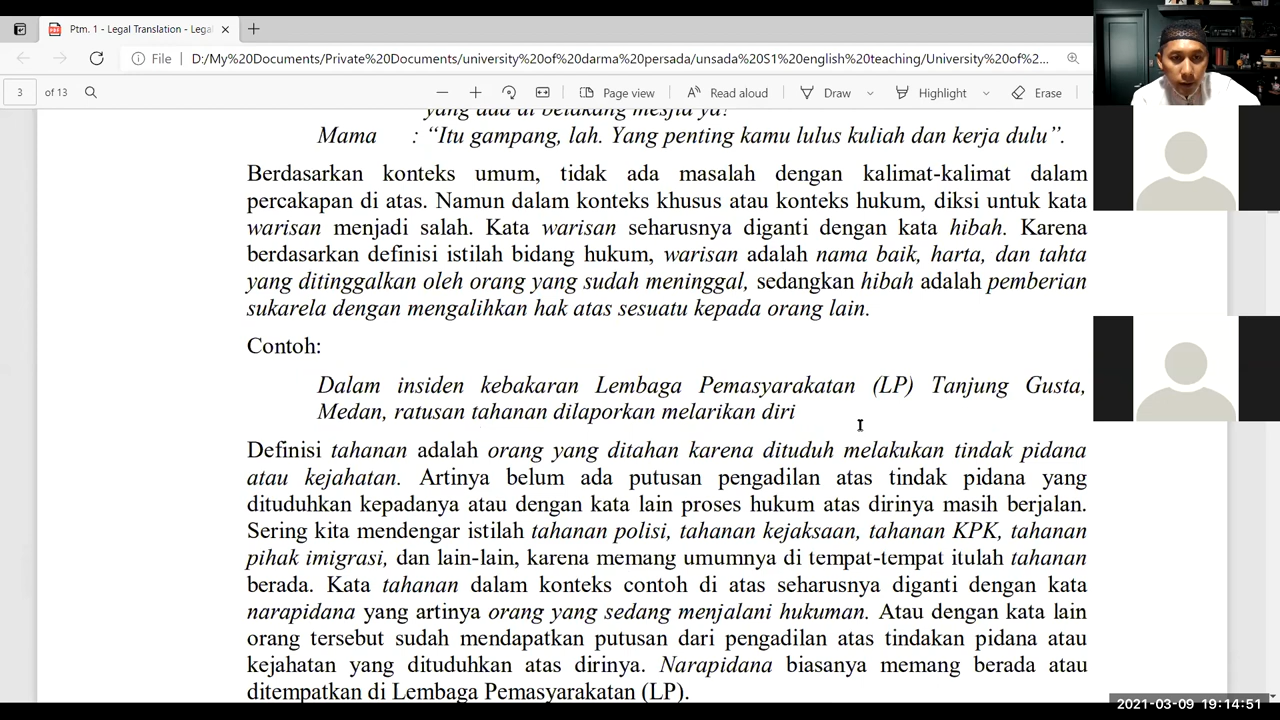 Ptm. 1 - Legal Translation - Lega
File
D:/My%20Documents/Private%20Documents/university%20of%20darma%20persada/unsada%20S1%20english%20teaching/University%20of%2...
3 of 13
Page view
Read aloud
Draw
Highlight
Erase
yang ada di belakang mesjid ya?
Mama : “Itu gampang, lah. Yang penting kamu lulus kuliah dan kerja dulu”.
Berdasarkan konteks umum, tidak ada masalah dengan kalimat-kalimat dalam
percakapan di atas. Namun dalam konteks khusus atau konteks hukum, diksi untuk kata
warisan menjadi salah. Kata warisan seharusnya diganti dengan kata hibah. Karena
berdasarkan definisi istilah bidang hukum, warisan adalah nama baik, harta, dan tahta
yang ditinggalkan oleh orang yang sudah meninggal, sedangkan hibah adalah pemberian
sukarela dengan mengalihkan hak atas sesuatu kepada orang lain.
Contoh:
Dalam insiden kebakaran Lembaga Pemasyarakatan (LP) Tanjung Gusta,
Medan, ratusan tahanan dilaporkan melarikan diri
Definisi tahanan adalah orang yang ditahan karena dituduh melakukan tindak pidana
atau kejahatan. Artinya belum ada putusan pengadilan atas tindak pidana yang
dituduhkan kepadanya atau dengan kata lain proses hukum atas dirinya masih berjalan.
Sering kita mendengar istilah tahanan polisi, tahanan kejaksaan, tahanan KPK, tahanan
pihak imigrasi, dan lain-lain, karena memang umumnya di tempat-tempat itulah tahanan
berada. Kata tahanan dalam konteks contoh di atas seharusnya diganti dengan kata
narapidana yang artinya orang yang sedang menjalani hukuman. Atau dengan kata lain
orang tersebut sudah mendapatkan putusan dari pengadilan atas tindakan pidana atau
kejahatan yang dituduhkan atas dirinya. Narapidana biasanya memang berada atau
ditempatkan di Lembaga Pemasyarakatan (LP).
2021-03-09 19:14:51